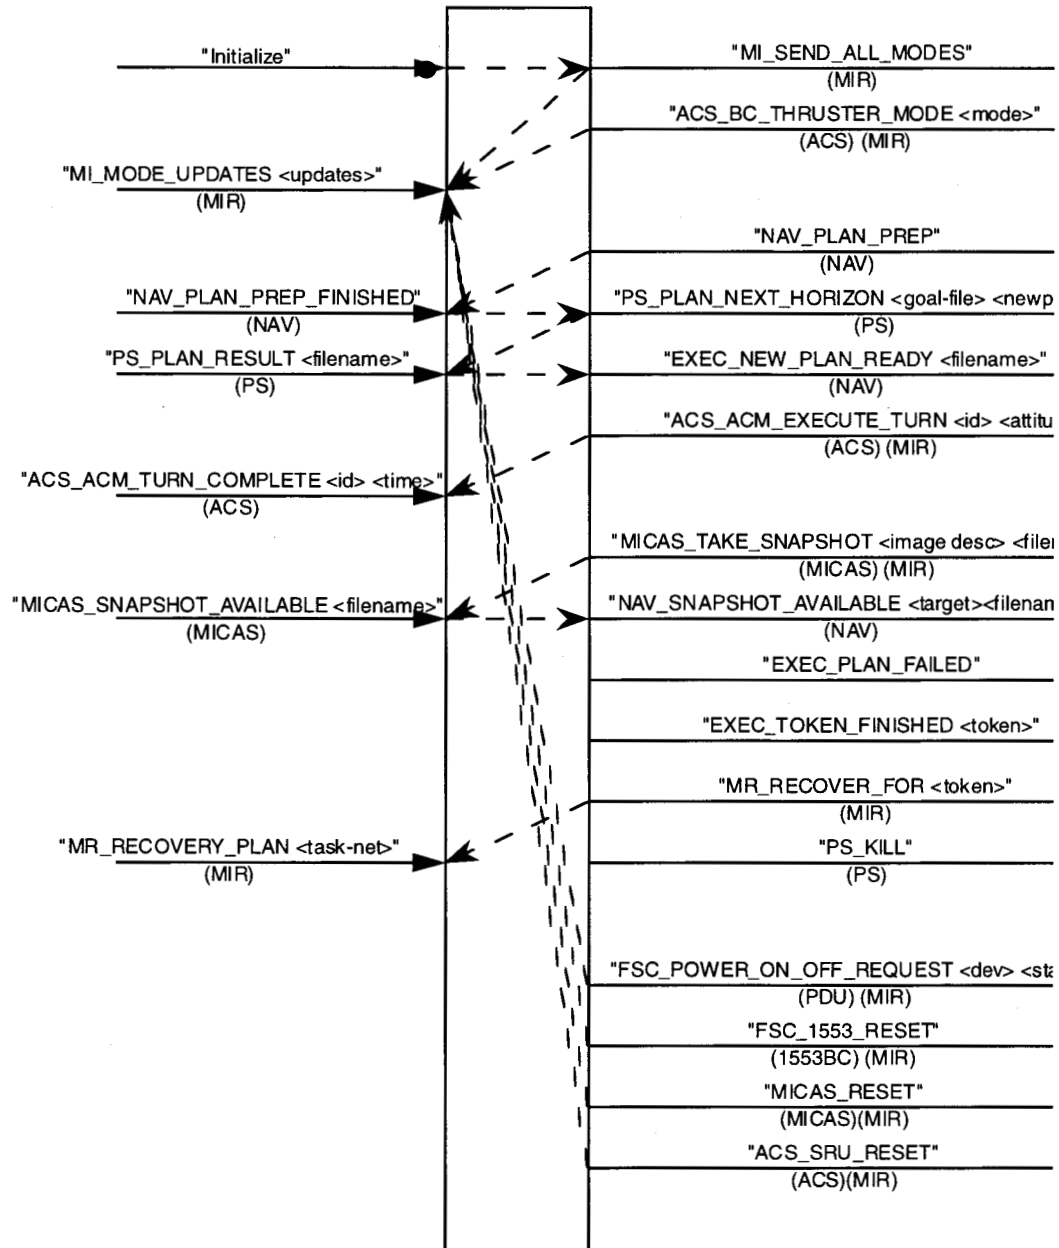 "Initialize"
"MI_SEND_ALL_MODES"
(MIR)
"ACS_BC_THRUSTER_MODE <mode>"
(ACS) (MIR)
"MI_MODE_UPDATES <updates>"
(MIR)
"NAV_PLAN_PREP"
(NAV)
"NAV_PLAN_PREP_FINISHED"
(NAV)
"PS_PLAN_NEXT_HORIZON <goal-file> <newp
(PS)
"PS_PLAN_RESULT <filename>"
(PS)
"EXEC_NEW_PLAN_READY <filename>"
(NAV)
"ACS_ACM_EXECUTE_TURN <id> <attitu
(ACS) (MIR)
"ACS_ACM_TURN_COMPLETE <id> <time>"
(ACS)
"MICAS_TAKE_SNAPSHOT <image desc> <filen
(MICAS) (MIR)
"MICAS_SNAPSHOT_AVAILABLE <filename>"
(MICAS)
"NAV_SNAPSHOT_AVAILABLE <target><filenam
(NAV)
"EXEC_PLAN_FAILED"
"EXEC_TOKEN_FINISHED <token>"
"MR_RECOVER_FOR <token>"
(MIR)
"MR_RECOVERY_PLAN <task-net>"
(MIR)
"PS_KILL"
(PS)
"FSC_POWER_ON_OFF_REQUEST <dev> <sta
(PDU) (MIR)
"FSC_1553_RESET"
(1553BC) (MIR)
"MICAS_RESET"
(MICAS)(MIR)
"ACS_SRU_RESET"
(ACS)(MIR)